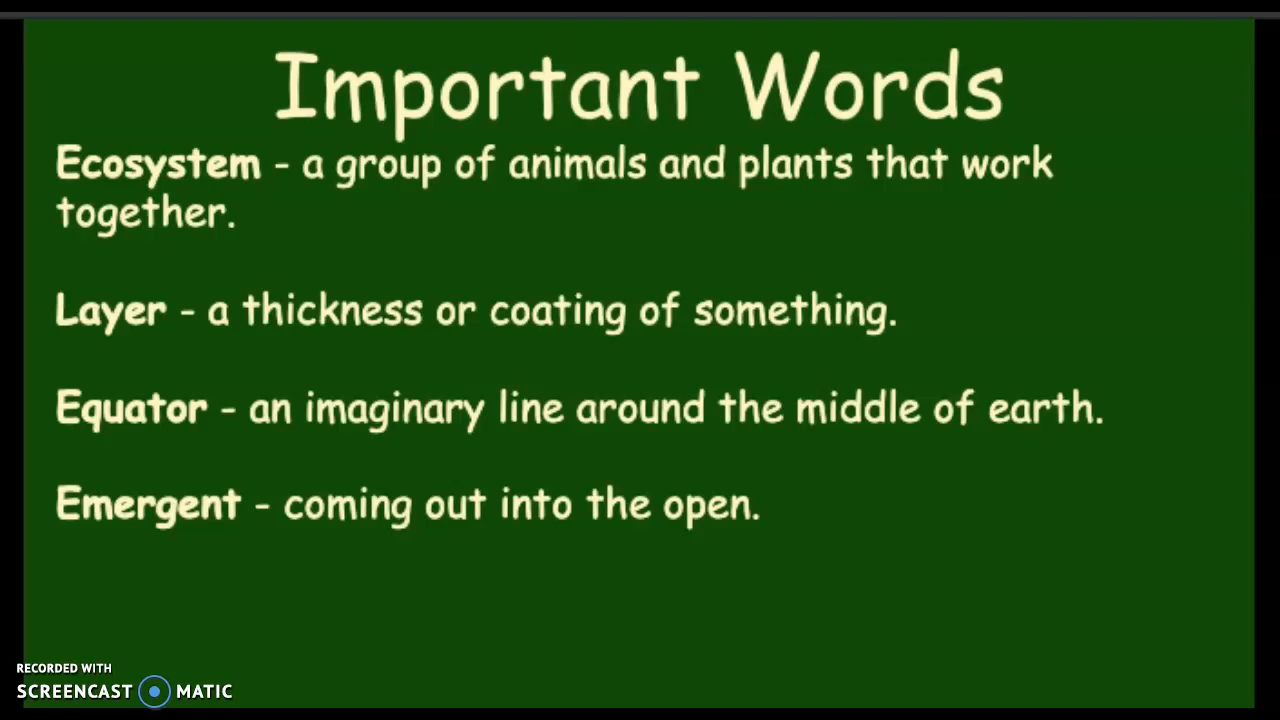 Important Words
Ecosystem - a group of animals and plants that work
together.
Layer - a thickness or coating of something.
Equator - an imaginary line around the middle of earth.
Emergent - coming out into the open.
RECORDED WITH
SCREENCAST MATIC